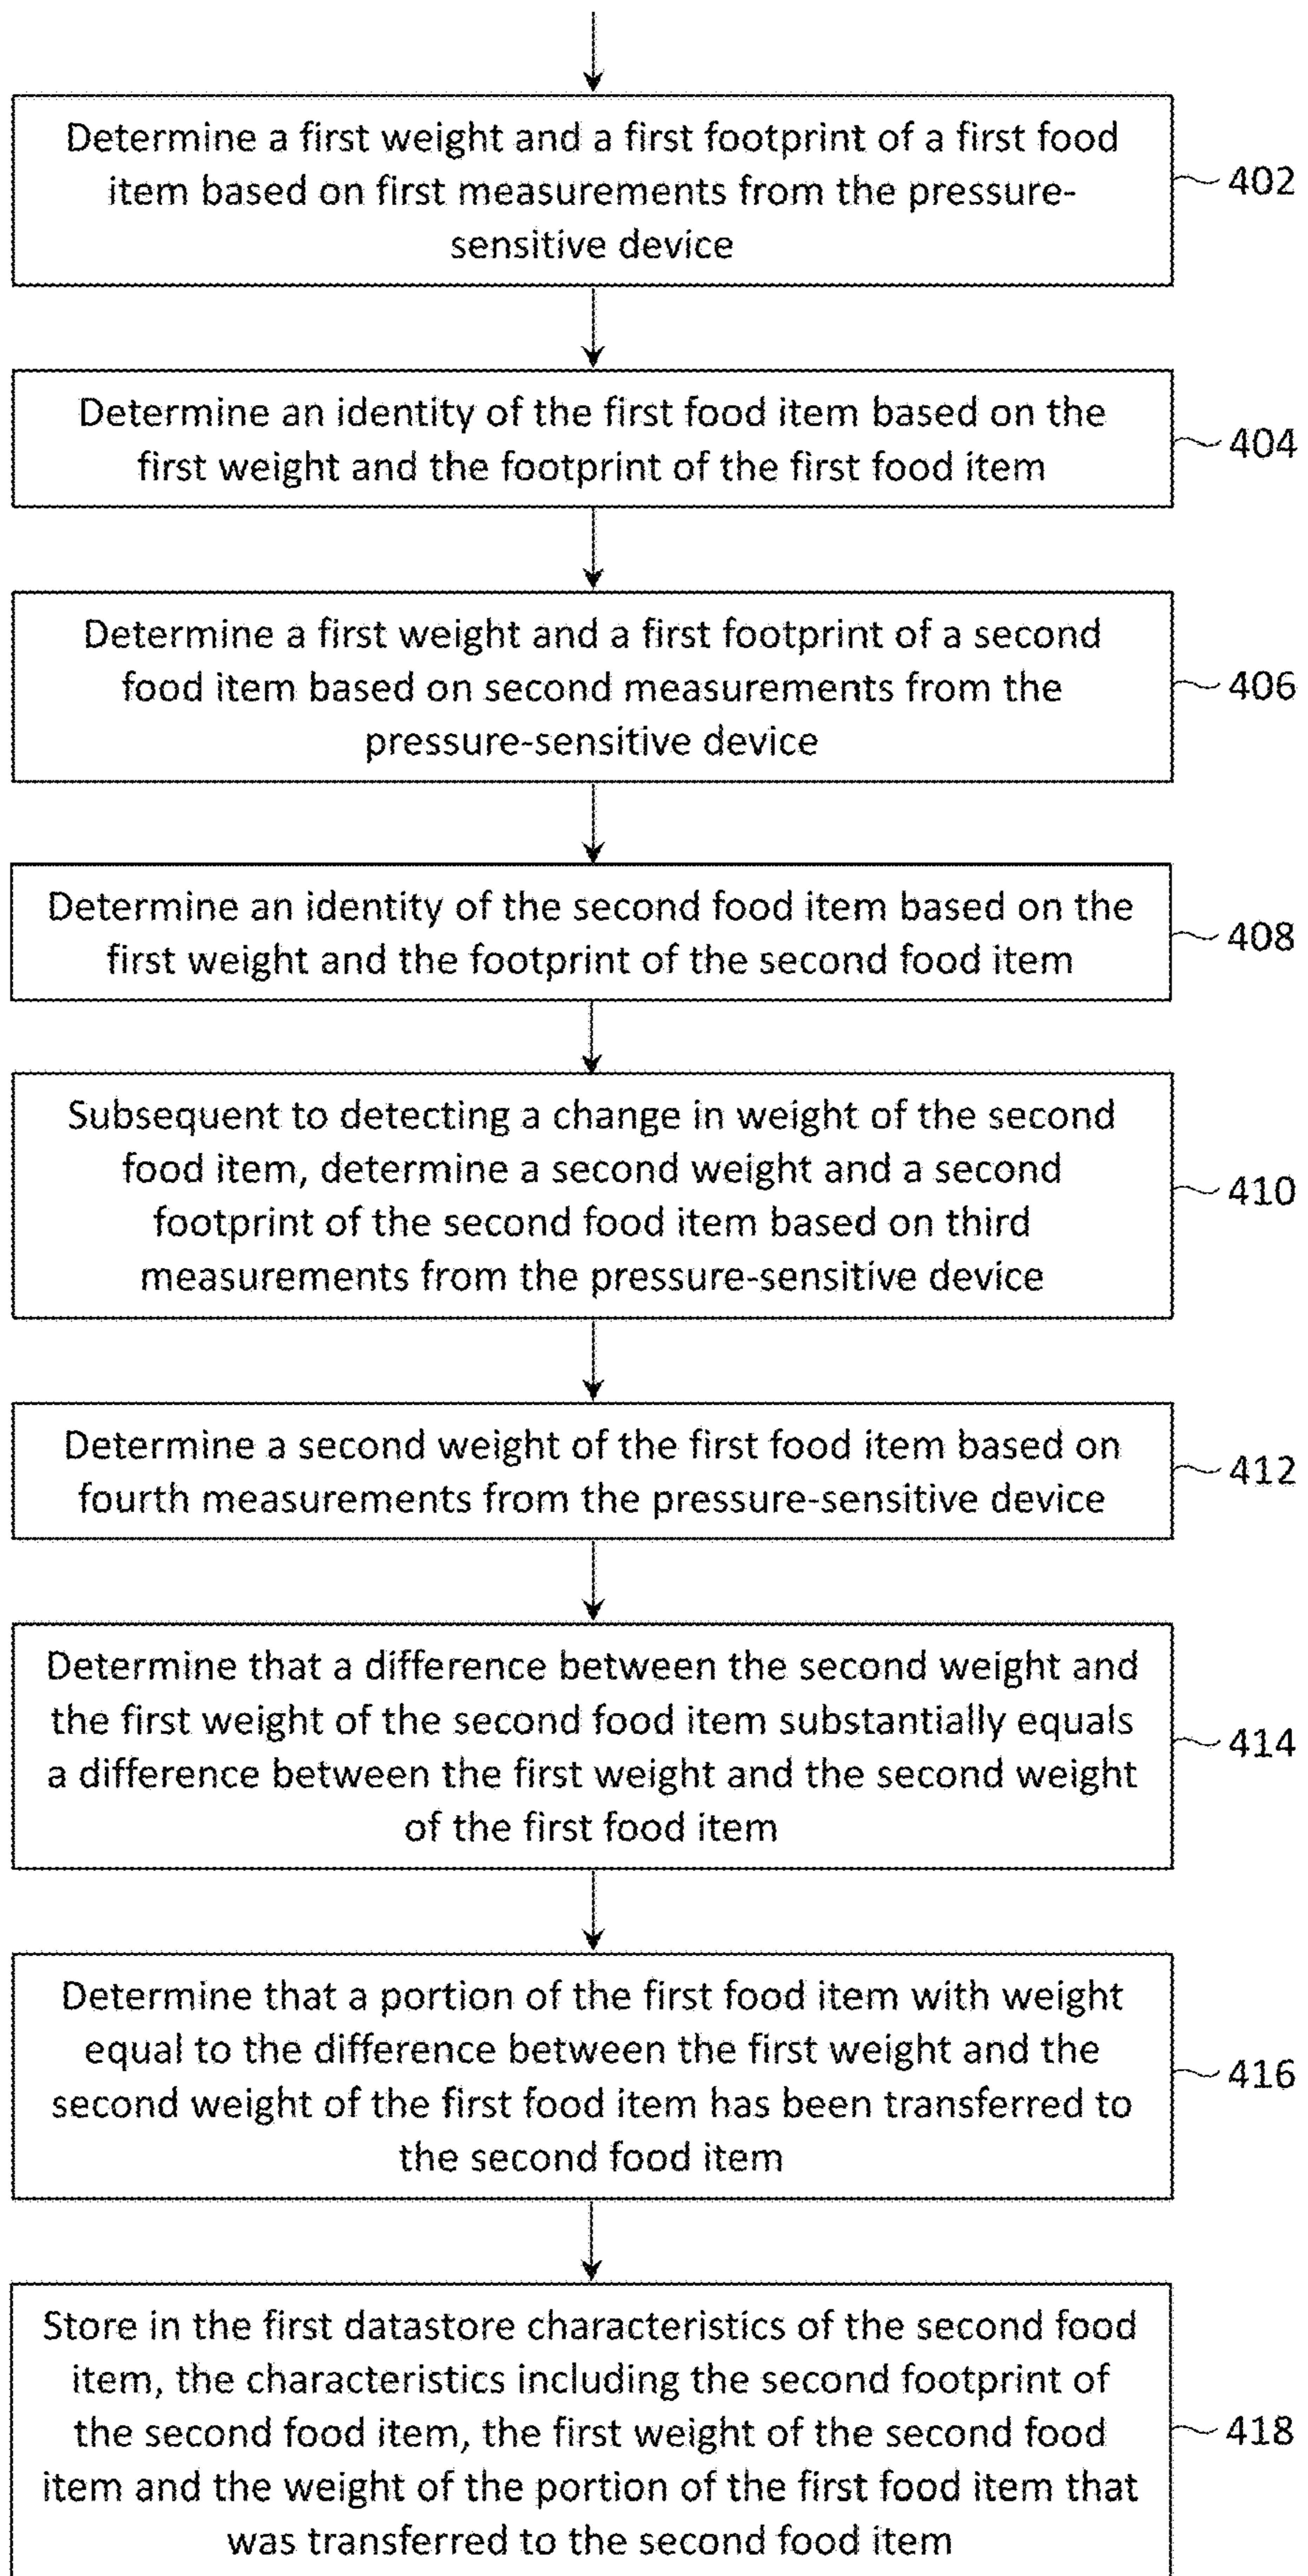 Determine a first weight and a first footprint of a first food
item based on first measurements from the pressure-
sensitive device
402
Determine an identity of the first food item based on the
first weight and the footprint of the first food item
404
Determine a first weight and a first footprint of a second
food item based on second measurements from the
pressure-sensitive device
406
Determine an identity of the second food item based on the
first weight and the footprint of the second food item
408
Subsequent to detecting a change in weight of the second
food item, determine a second weight and a second
footprint of the second food item based on third
measurements from the pressure-sensitive device
410
Determine a second weight of the first food item based on
fourth measurements from the pressure-sensitive device
412
Determine that a difference between the second weight and
the first weight of the second food item substantially equals
a difference between the first weight and the second weight
of the first food item
414
Determine that a portion of the first food item with weight
equal to the difference between the first weight and the
second weight of the first food item has been transferred to
the second food item
416
Store in the first datastore characteristics of the second food
item, the characteristics including the second footprint of
the second food item, the first weight of the second food
item and the weight of the portion of the first food item that
was transferred to the second food item
418